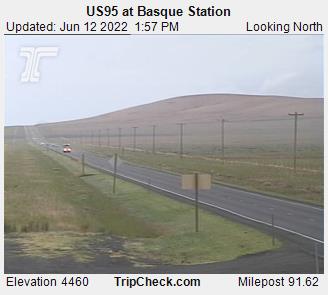 US95 at Basque Station
Updated: Jun 12 2022 1:57 PM Looking North
Elevation 4460 TripCheck.com Milepost 91.62